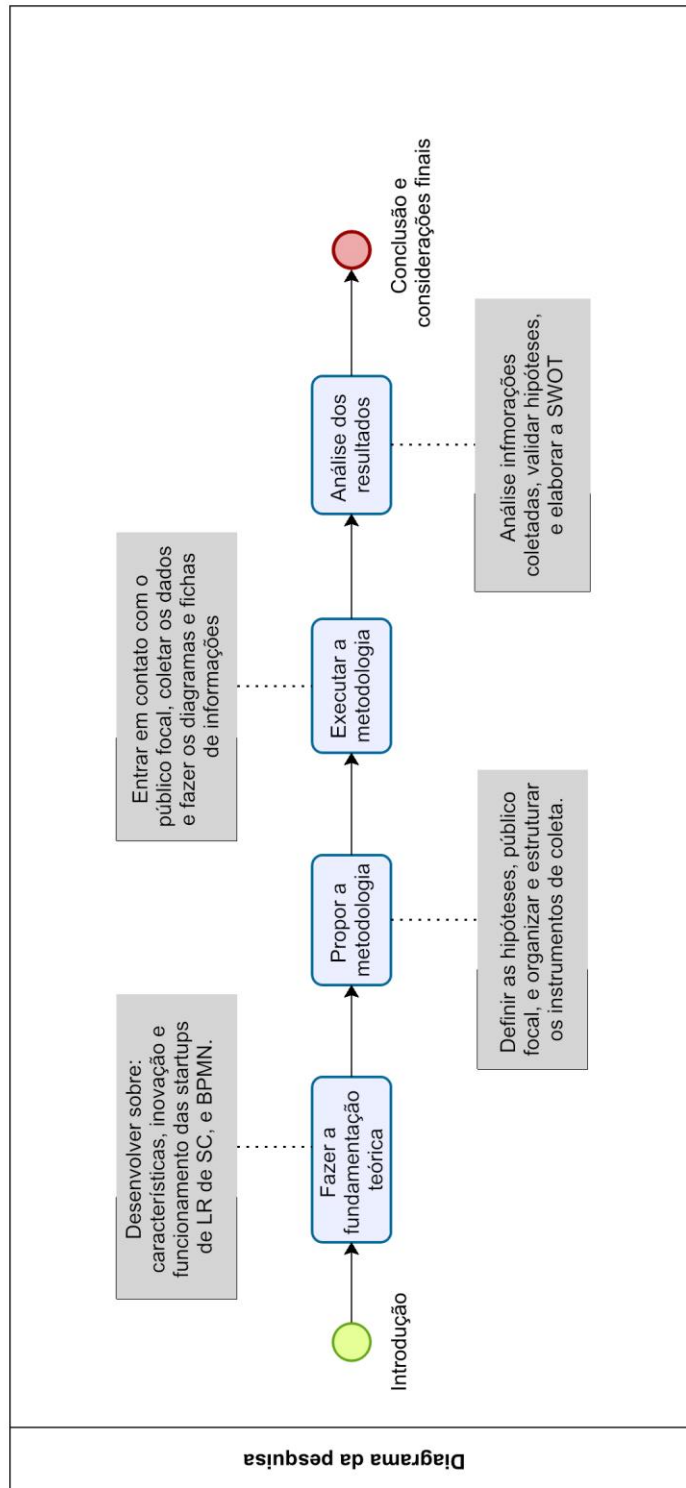 Diagrama da pesquisa
Introdução
Desenvolver sobre:
características, inovação e
funcionamento das startups
de LR de SC, e BPMN.
Fazer a
fundamentação
teórica
Propor a
metodologia
Definir as hipóteses, público
focal, e organizar e estruturar
os instrumentos de coleta.
Entrar em contato com o
público focal, coletar os dados
e fazer os diagramas e fichas
de informações
Executar a
metodologia
Análise dos
resultados
Análise infmorações
coletadas, validar hipóteses,
e elaborar a SWOT
Conclusão e
considerações finais